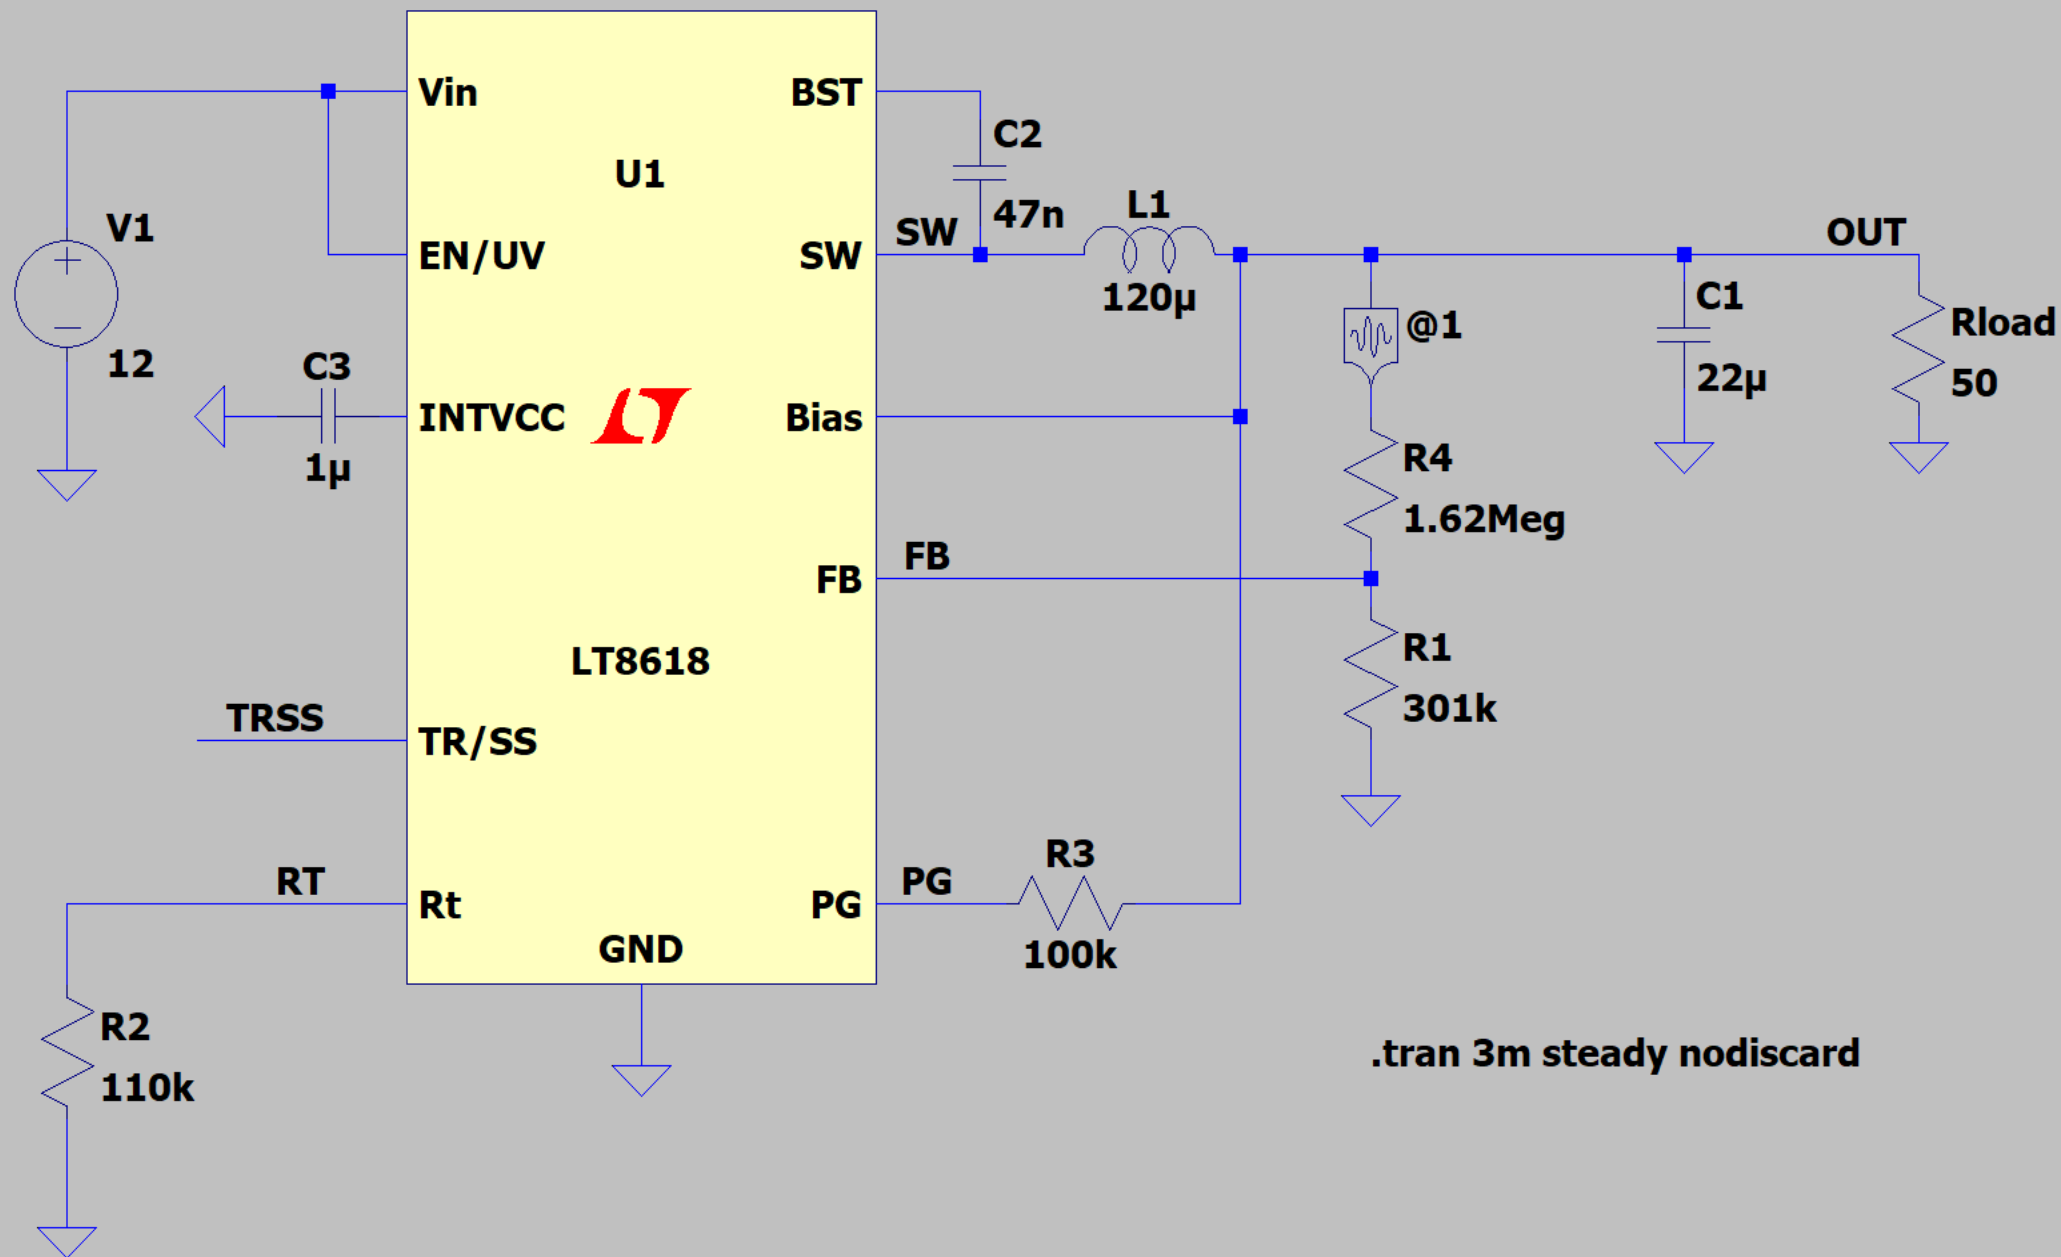 Vin
BST
C2
U1
47n
L1
V1
EN/UV
SW
SW
OUT
120µ
C1
@1
Rload
12
C3
22µ
50
INTVCC
Bias
1µ
R4
1.62Meg
FB
FB
R1
LT8618
301k
TRSS
TR/SS
R3
RT
Rt
PG
PG
GND
100k
R2
110k
.tran 3m steady nodiscard